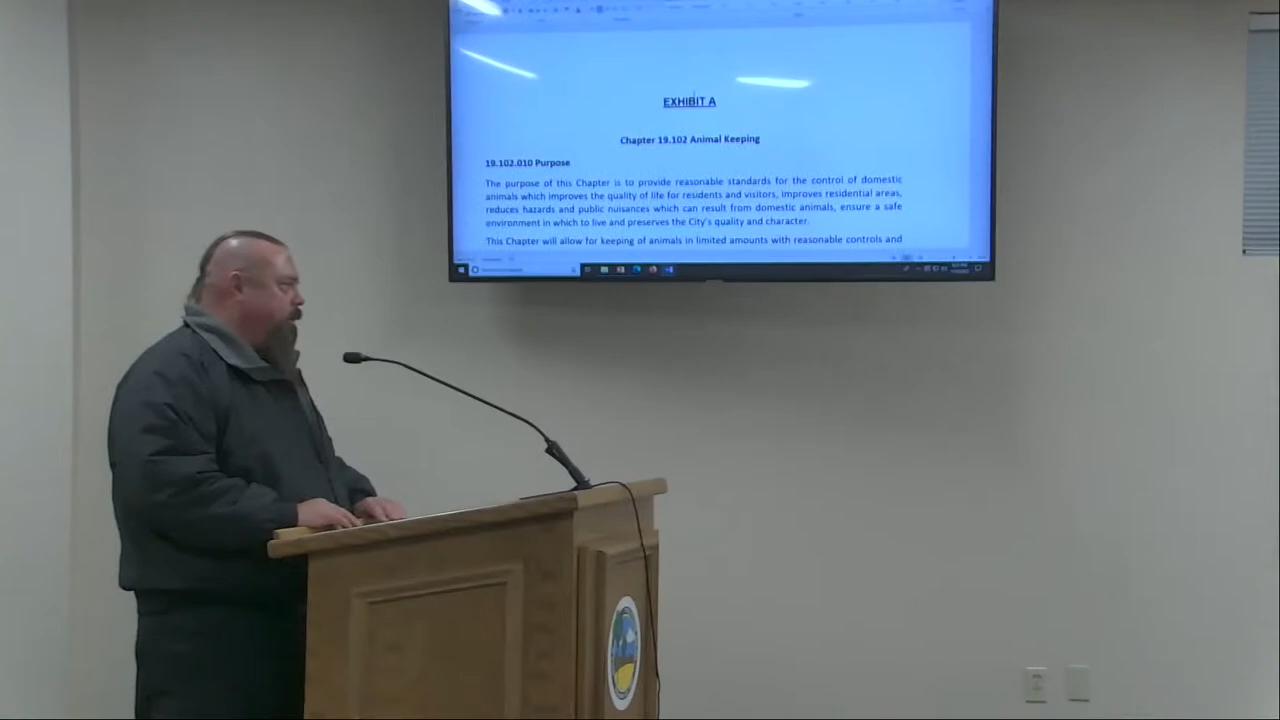 EXHIBIT A
Chapter 19.102 Animal Keeping
19.102.010 Purpose
The purpose of this Chapter is to provide reasonable standards for the control of domestic
animals which improves the quality of life for residents and visitors, improves residential areas,
reduces hazards and public nuisances which can result from domestic animals, ensure a safe
environment in which to live and preserves the City's quality and character.
This Chapter will allow for keeping of animals in limited amounts with reasonable controls and